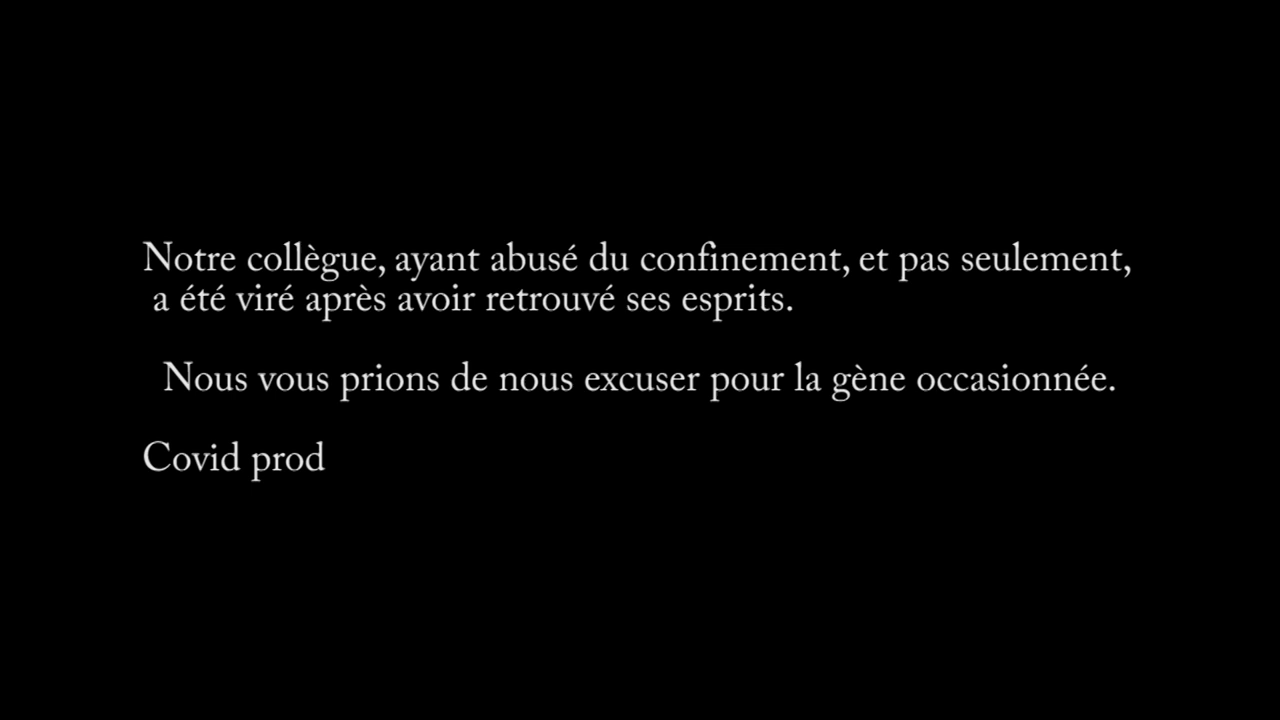 Notre collègue, ayant abusé du confinement, et pas seulement,
a été viré après avoir retrouvé ses esprits.
Nous vous prions de nous excuser pour la gène occasionnée.
Covid prod